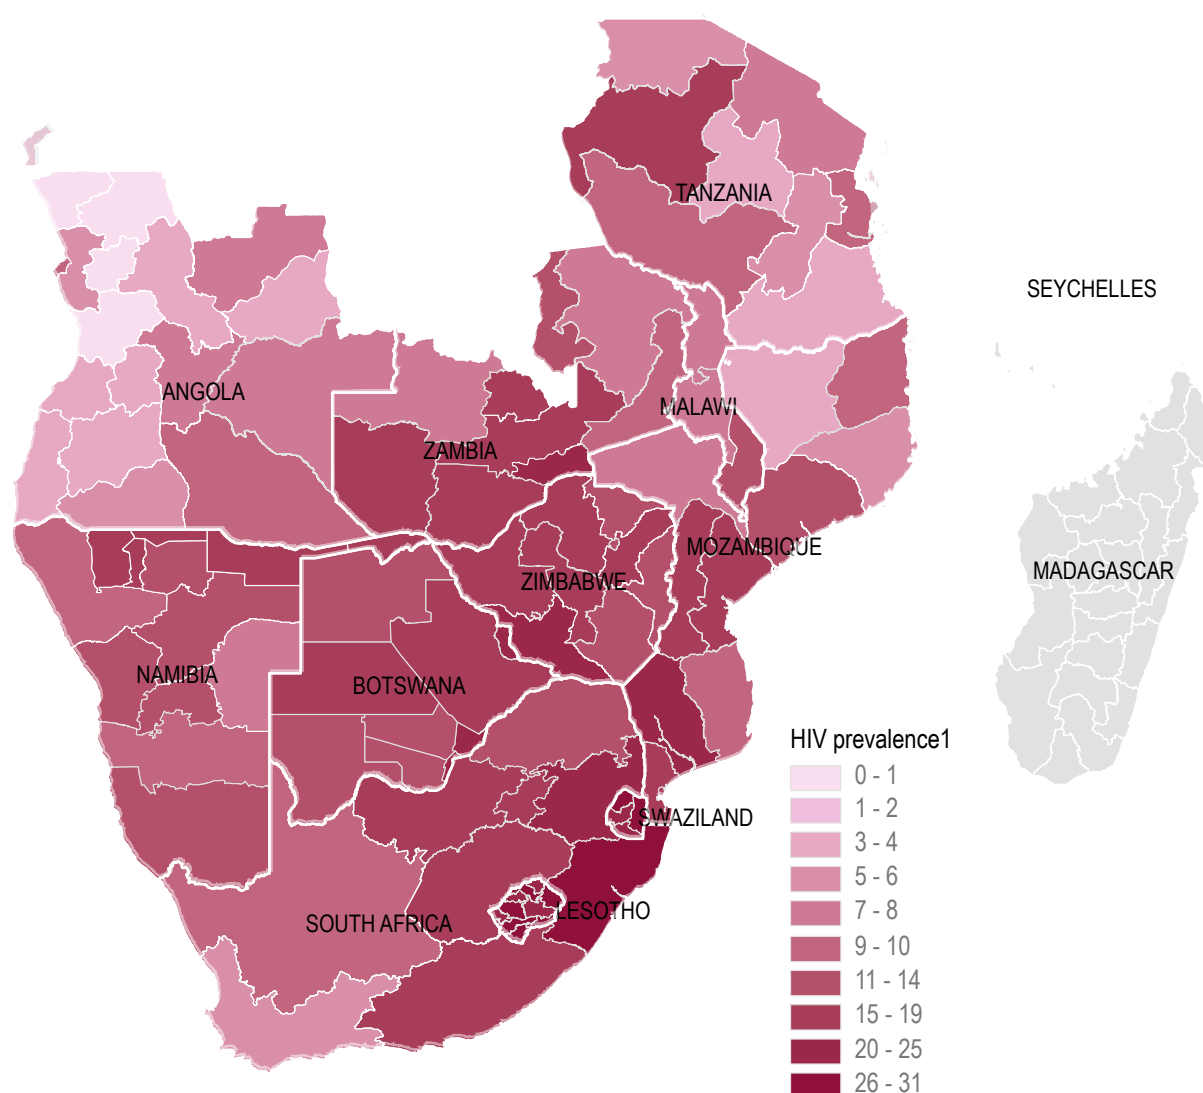 TANZANIA
SEYCHELLES
ANGOLA
MALAWI
ZAMBIA
MOZAMBIQUE
ZIMBABWE
MADAGASCAR
NAMIBIA
BOTSWANA
SWAZILAND
LESOTHO
SOUTH AFRICA
HIV prevalence1
0 - 1
1 - 2
3 - 4
5 - 6
7 - 8
9 - 10
11 - 14
15 - 19
20 - 25
26 - 31